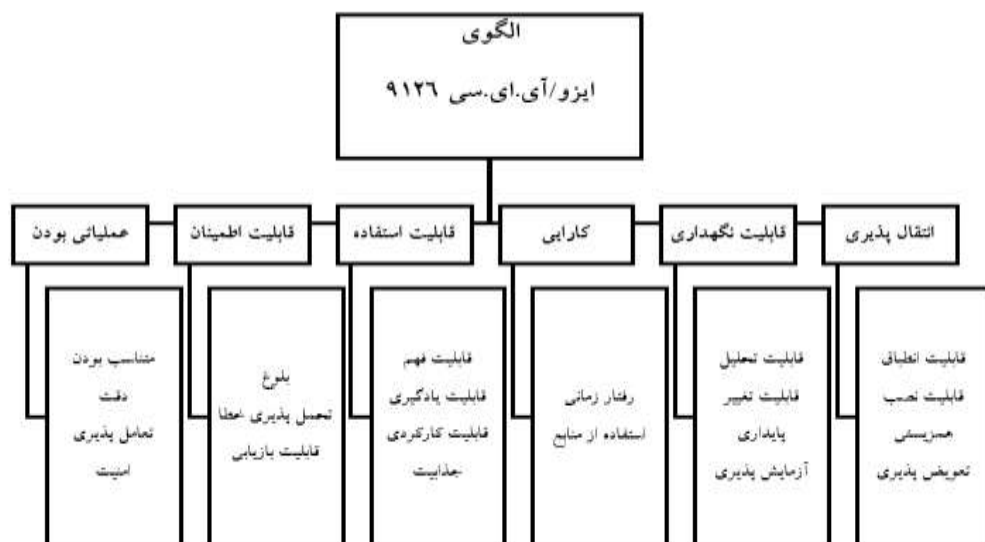 الگوی
ایزو/آی.ای.سی ۹۱۲۶
انتقال پذیری
قابلیت نگهداری
کارایی
قابلیت استفاده
قابلیت اطمینان
عملیاتی بودن
قابلیت انطباق
قابلیت نصب
همزیستی
تعویض پذیری
قابلیت تحلیل
قابلیت تغییر
پایداری
آزمایش پذیری
رفتار زمانی
استفاده از منابع
قابلیت فهم
قابلیت یادگیری
قابلیت کارکردی
جذابیت
بلوغ
تحمل پذیری خطا
قابلیت بازیابی
متناسب بودن
دقت
تعامل پذیری
امنیت